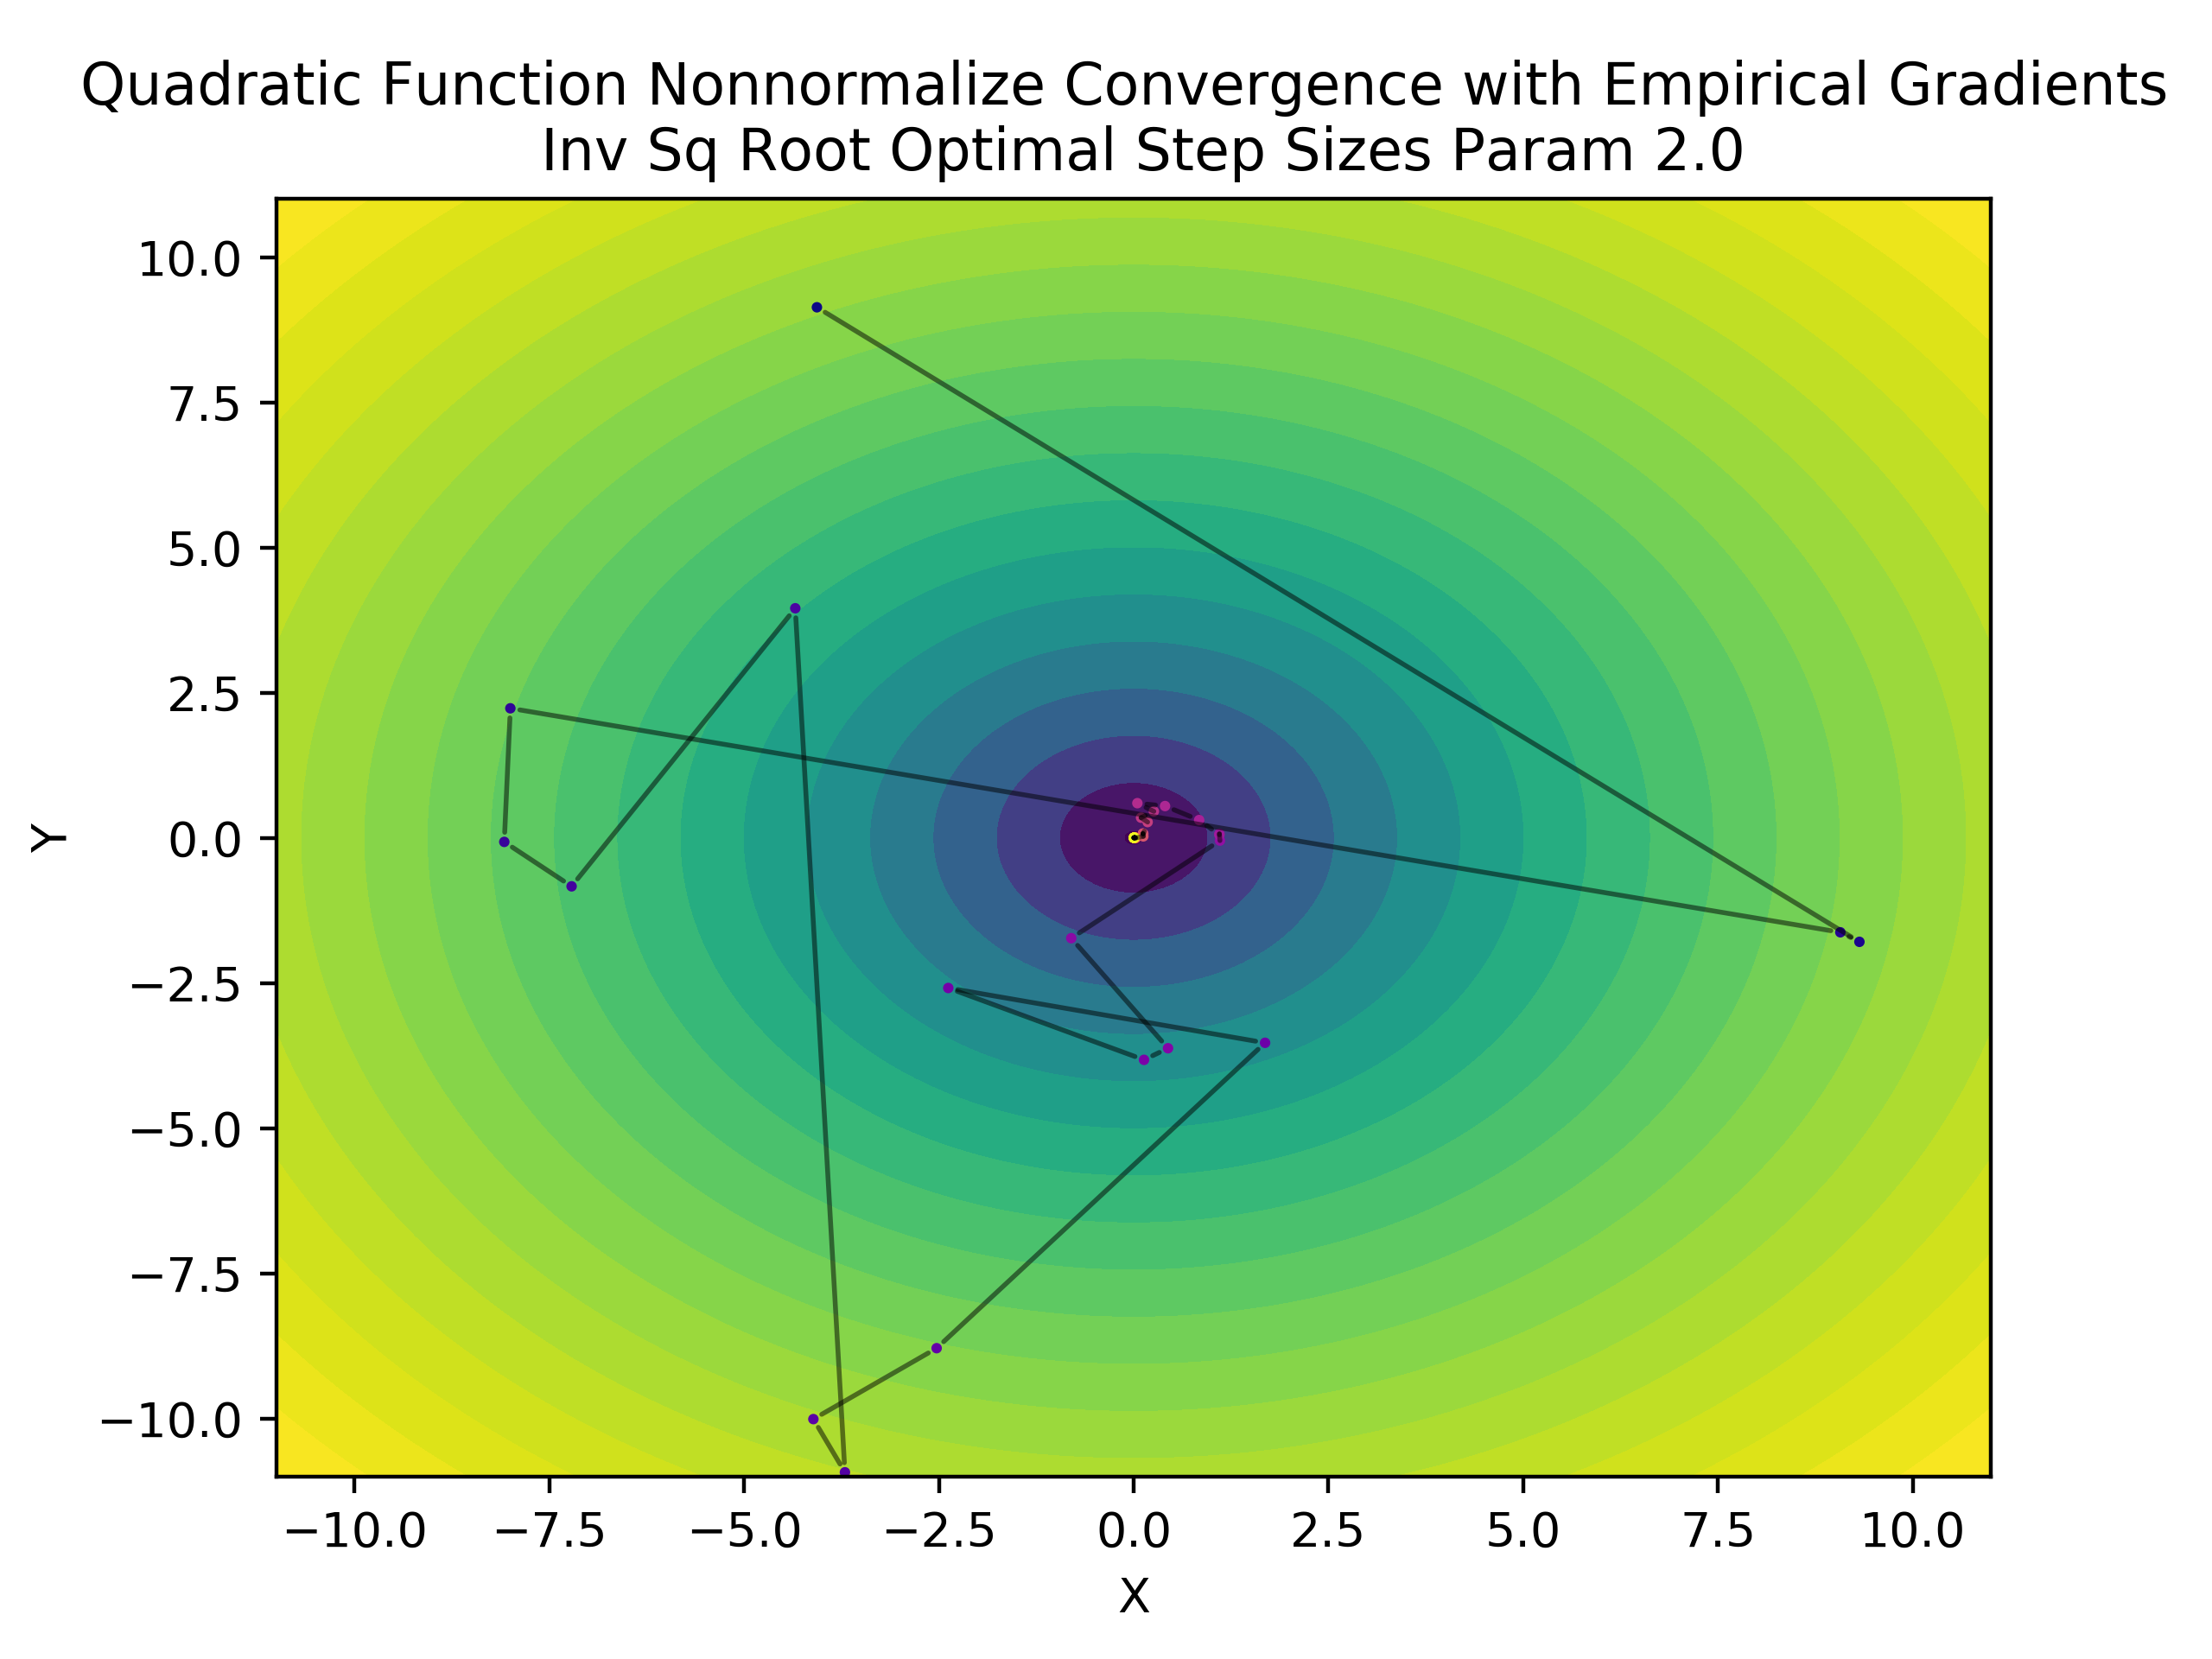 Quadratic Function Nonnormalize Convergence with Empirical Gradients
Inv Sq Root Optimal Step Sizes Param 2.0
10.0
7.5
5.0
2.5
0.0
−2.5
−5.0
−7.5
−10.0
Y
−10.0 −7.5 −5.0 −2.5 0.0 2.5 5.0 7.5 10.0
X